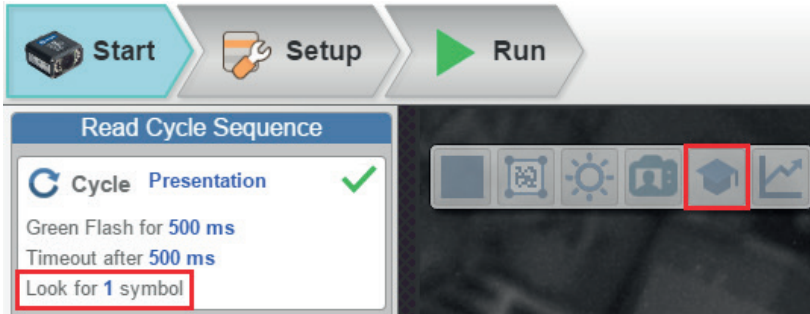 Start
Setup
Run
Read Cycle Sequence
Cycle Presentation
Green Flash for 500 ms
Timeout after 500 ms
Look for 1 symbol